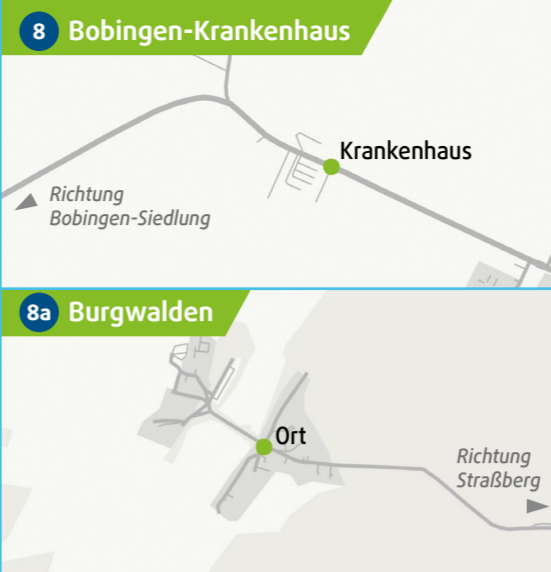 8 Bobingen-Krankenhaus
Krankenhaus
Richtung
Bobingen-Siedlung
8a Burgwalden
Ort
Richtung
Straßberg